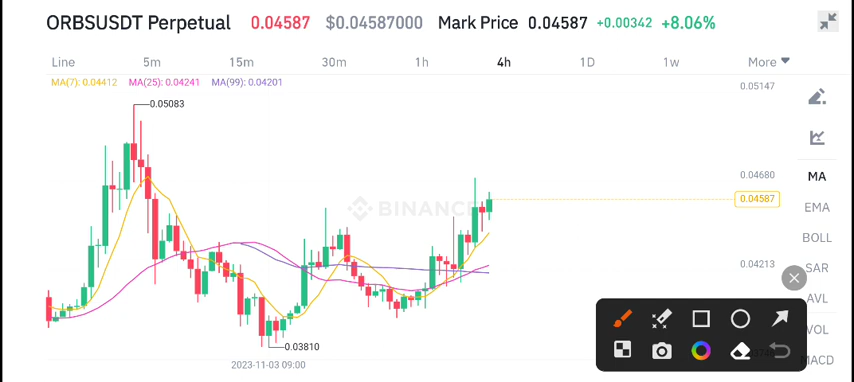 ORBSUSDT Perpetual 0.04587 $0.04587000 Mark Price 0.04587 +0.00342 +8.06%
Line 5m 15m 30m 1h 4h 1D 1w More
MA(7): 0.04412 MA(25): 0.04241 MA(99): 0.04201
0.05147
0.05083
0.04680
MA
0.04587
BINANCE
EMA
BOLL
0.04213
SAR
AVL
VOL
0.03810
MACD
2023-11-03 09:00